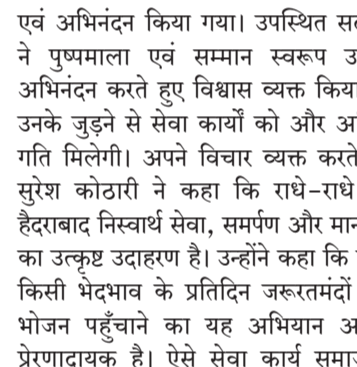 एवं अभिनंदन किया गया। उपस्थित
ने पुष्पमाला एवं सम्मान स्वरूप
अभिनंदन करते हुए विश्वास व्यक्त किया
उनके जुड़ने से सेवा कार्यों को और
गति मिलेगी। अपने विचार व्यक्त करते
सुरेश कोठारी ने कहा कि राधे-राधे
हैदराबाद निस्वार्थ सेवा, समर्पण और
का उत्कृष्ट उदाहरण है। उन्होंने कहा कि
किसी भेदभाव के प्रतिदिन जरूरतमंदों
भोजन पहुँचाने का यह अभियान
प्रेरणादायक है। ऐसे सेवा कार्य